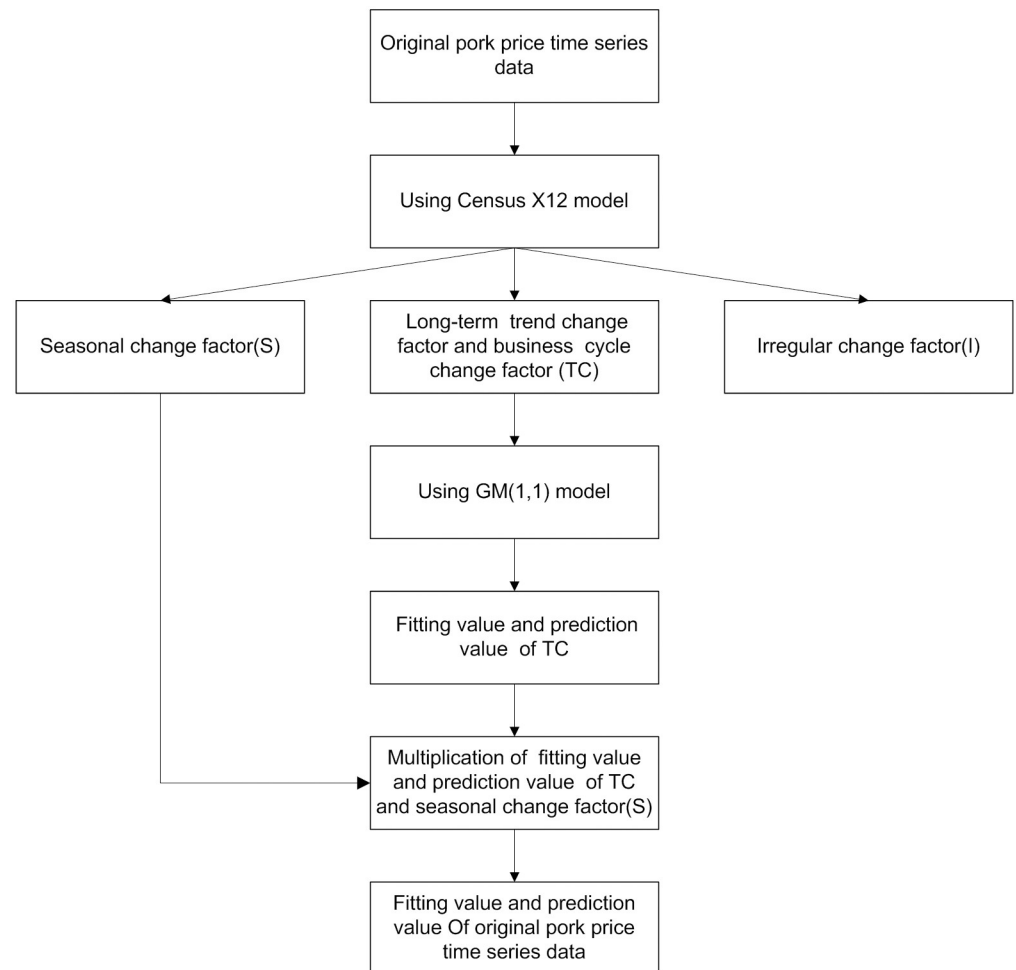 Original pork price time series
data
Using Census X12 model
Seasonal change factor(S)
Long-term trend change
factor and business cycle
change factor (TC)
Irregular change factor(I)
Using GM(1,1) model
Fitting value and prediction
value of TC
Multiplication of fitting value
and prediction value of TC
and seasonal change factor(S)
Fitting value and prediction
value Of original pork price
time series data